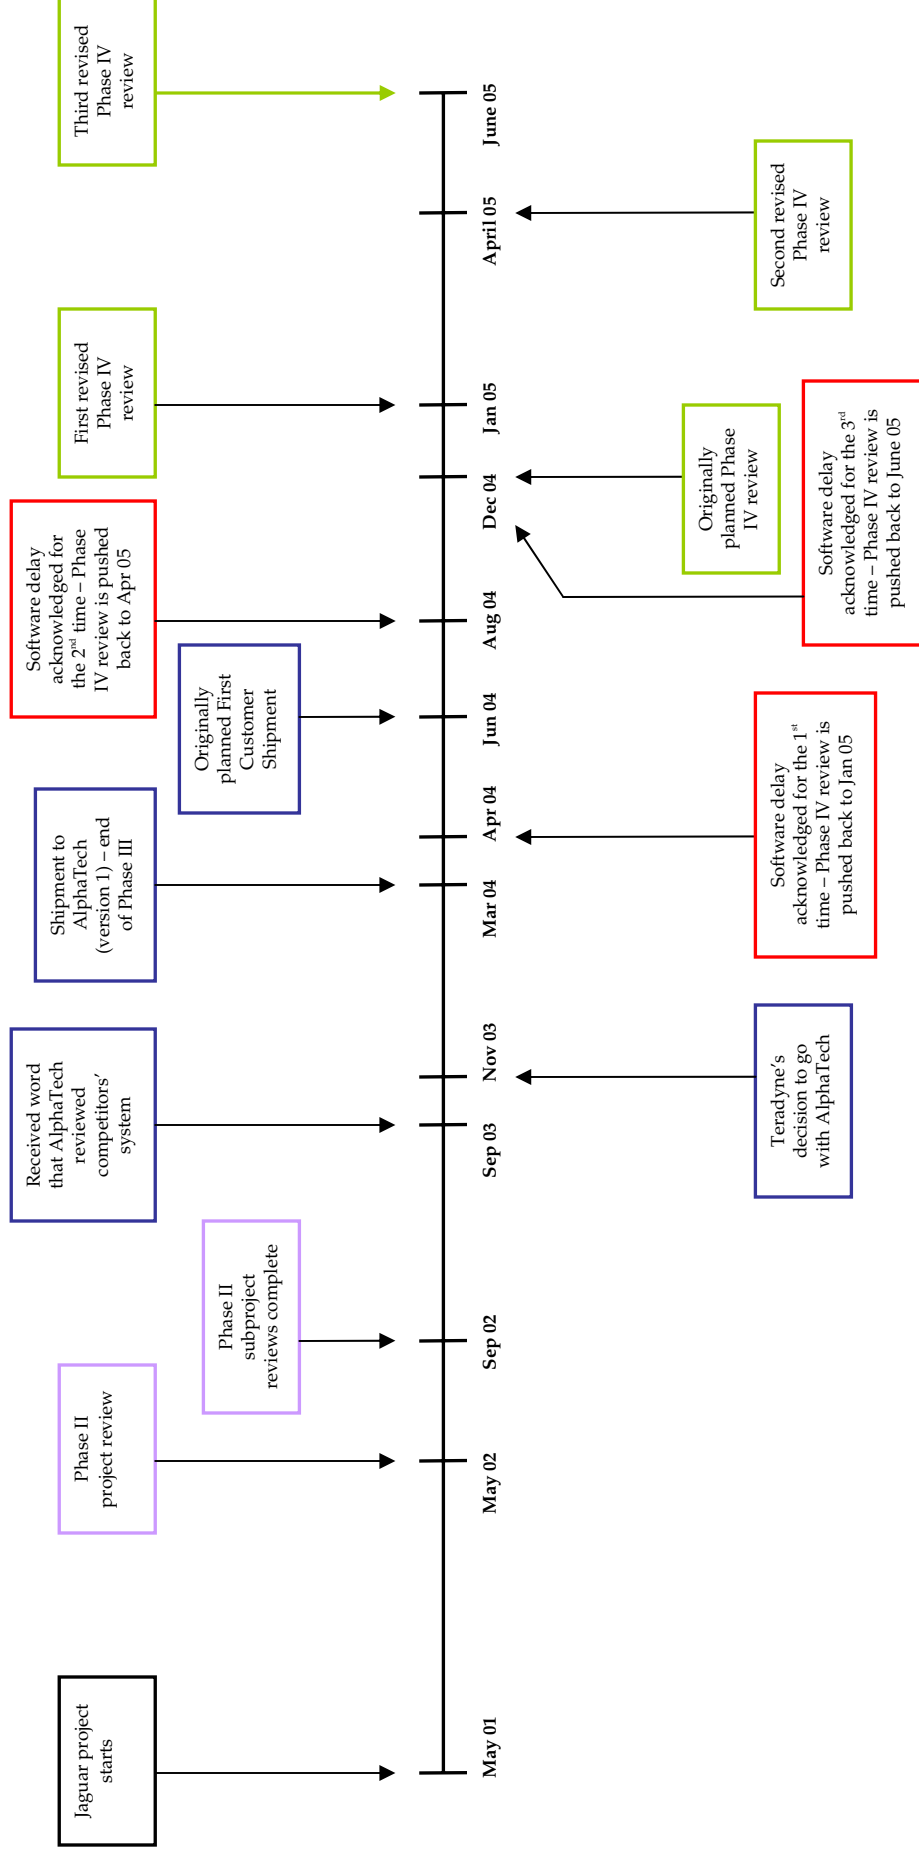 Jaguar project
starts
Phase II
project review
Phase II
subproject
reviews complete
Received word
that AlphaTech
reviewed
competitors’
system
Shipment to
AlphaTech
(version 1) – end
of Phase III
Originally
planned First
Customer
Shipment
Software delay
acknowledged for
the 2nd time – Phase
IV review is pushed
back to Apr 05
First revised
Phase IV
review
Third revised
Phase IV
review
May 01
May 02
Sep 02
Sep 03
Nov 03
Mar 04
Apr 04
Jun 04
Aug 04
Dec 04
Jan 05
April 05
June 05
Teradyne’s
decision to go
with AlphaTech
Software delay
acknowledged for the 1st
time – Phase IV review is
pushed back to Jan 05
Originally
planned Phase
IV review
Software delay
acknowledged for the 3rd
time – Phase IV review is
pushed back to June 05
Second revised
Phase IV
review